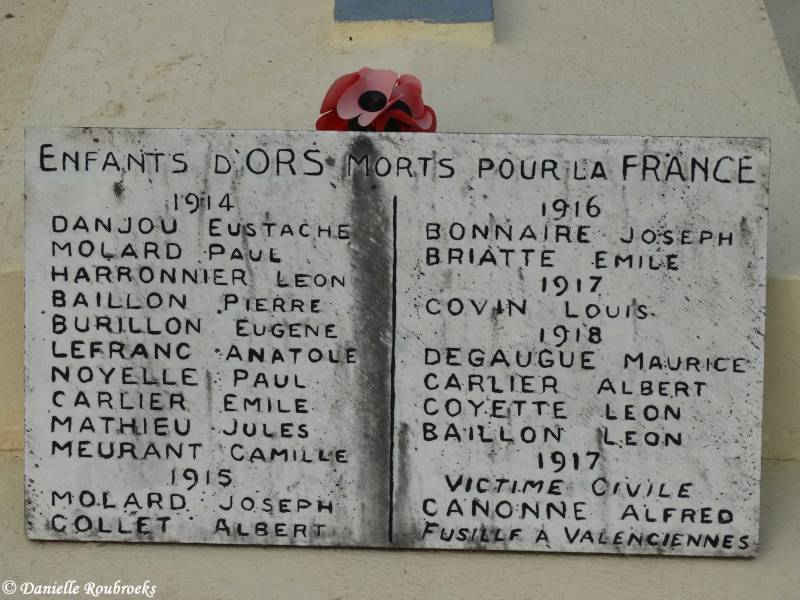 ENFANTS D'ORS MORTS POUR LA FRANCE
1914
DANJOU EUSTACHE
MOLARD PAUL
HARRONNIER LEON
BAILLON PIERRE
BURILLON EUGENE
LEFRANC ANATOLE
NOYELLE PAUL
CARLIER EMILE
MATHIEU JULES
MEURANT CAMILLE
1915
MOLARD JOSEPH
COLLET ALBERT
1916
BONNAIRE JOSEPH
BRIATTE EMILE
1917
COVIN LOUIS
1918
DEGAUGUE MAURICE
CARLIER ALBERT
COYETTE LEON
BAILLON LEON
1917
VICTIME CIVILE
CANONNE ALFRED
FUSILLÉ A VALENCIENNES
© Danielle Roubroeks